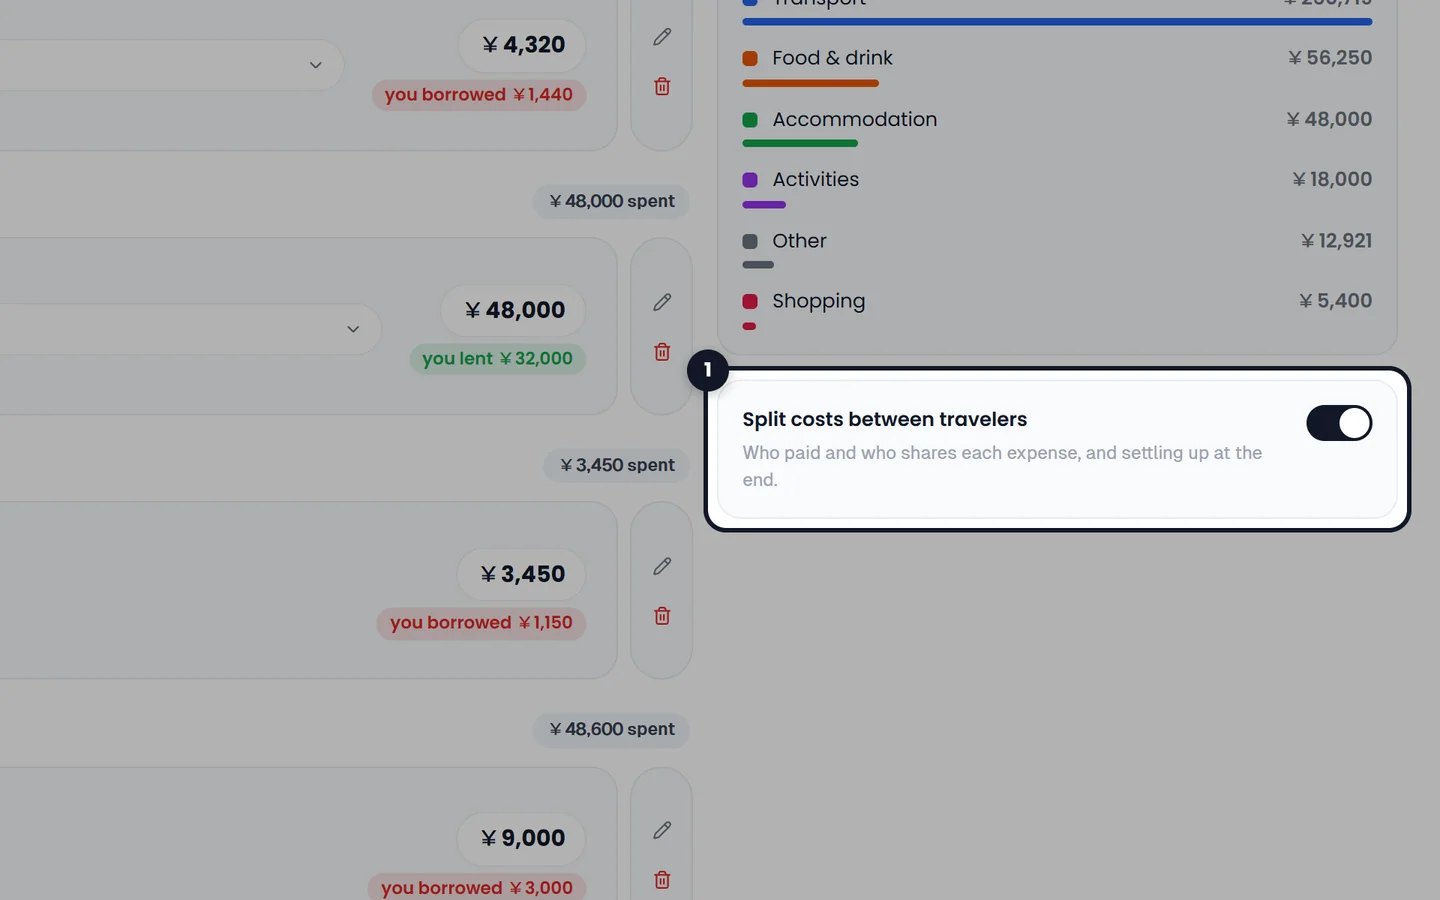 ¥ 4,320
you borrowed ¥ 1,440
¥ 48,000 spent
¥ 48,000
you lent ¥ 32,000
¥ 3,450 spent
¥ 3,450
you borrowed ¥ 1,150
¥ 48,600 spent
¥ 9,000
you borrowed ¥ 3,000
Transport
Food & drink
¥ 56,250
Accommodation
¥ 48,000
Activities
¥ 18,000
Other
¥ 12,921
Shopping
¥ 5,400
1
Split costs between travelers
Who paid and who shares each expense, and settling up at the
end.